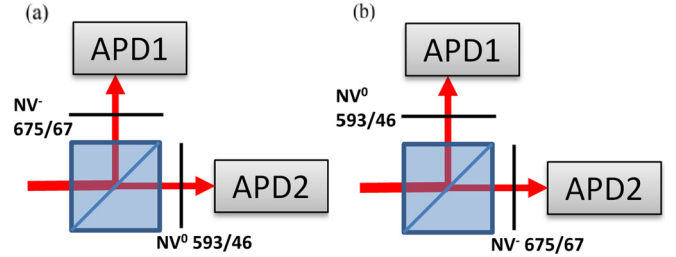 (a)
APD1
NV⁻
675/67
APD2
NV⁰ 593/46
(b)
APD1
NV⁰
593/46
APD2
NV⁻ 675/67